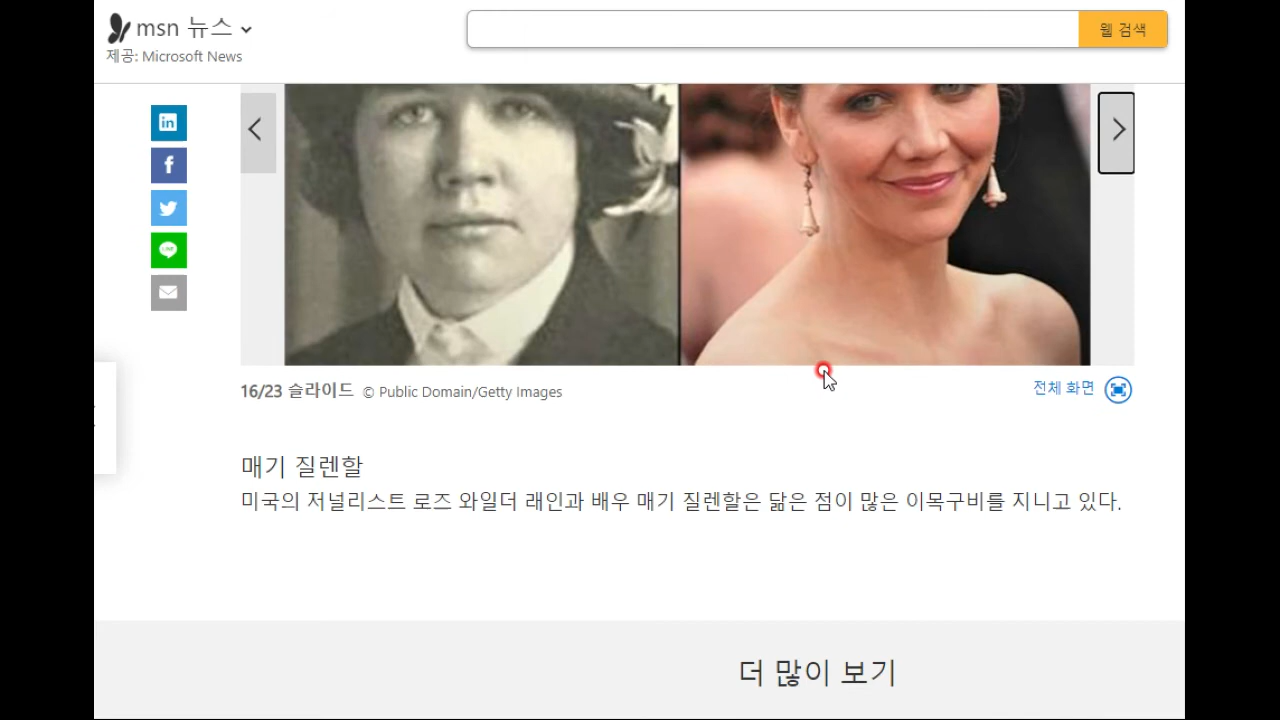 msn 뉴스
웹 검색
제공: Microsoft News
in
f
LINE
16/23 슬라이드 © Public Domain/Getty Images
전체 화면
매기 질렌할
미국의 저널리스트 로즈 와일더 래인과 배우 매기 질렌할은 닮은 점이 많은 이목구비를 지니고 있다.
더 많이 보기